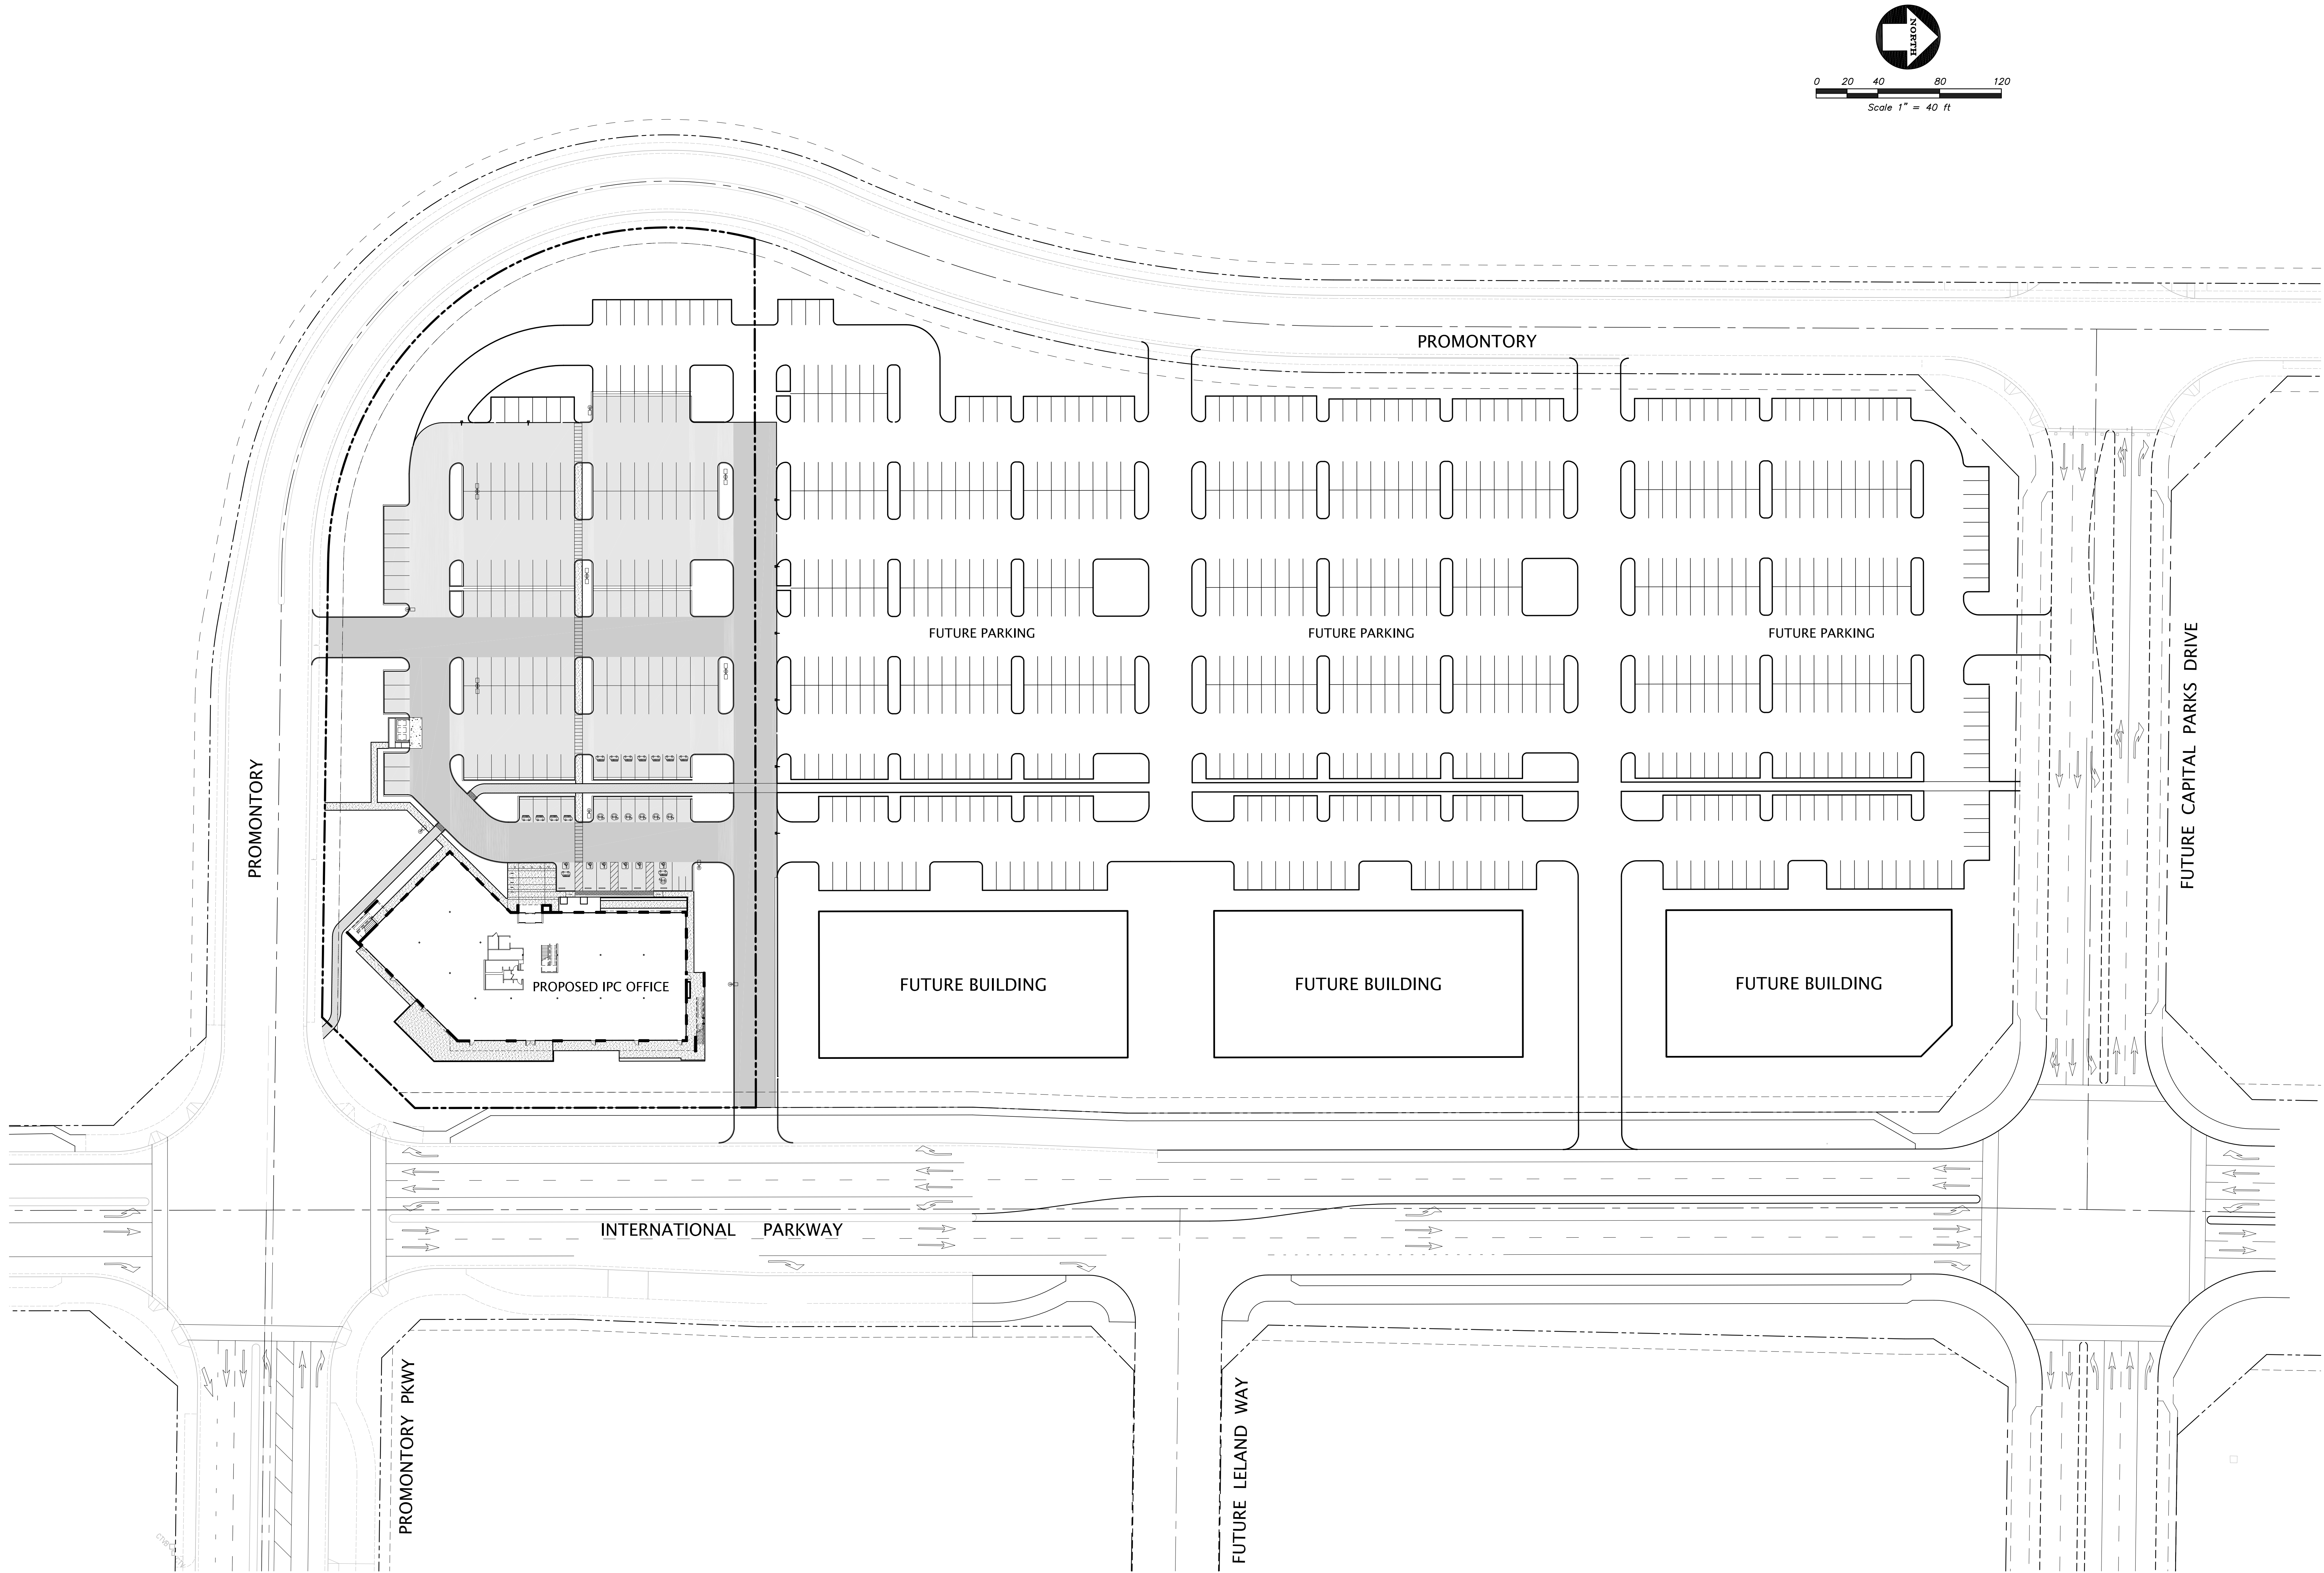 NORTH
0 20 40 80 120
Scale 1" = 40 ft
PROMONTORY
FUTURE PARKING
FUTURE PARKING
FUTURE PARKING
FUTURE CAPITAL PARKS DRIVE
PROMONTORY
PROPOSED IPC OFFICE
FUTURE BUILDING
FUTURE BUILDING
FUTURE BUILDING
INTERNATIONAL PARKWAY
PROMONTORY PKWY
FUTURE LELAND WAY